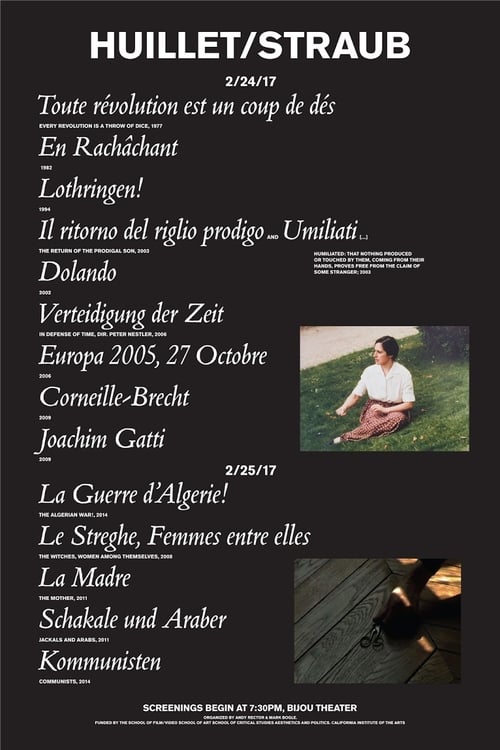 HUILLET/STRAUB
2/24/17
Toute révolution est un coup de dés
EVERY REVOLUTION IS A THROW OF DICE, 1977
En Rachâchant
1982
Lothringen!
1994
Il ritorno del riglio prodigo AND Umiliati [...]
THE RETURN OF THE PRODIGAL SON, 2003
HUMILIATED: THAT NOTHING PRODUCED
OR TOUCHED BY THEM, COMING FROM THEIR
HANDS, PROVES FREE FROM THE CLAIM OF
SOME STRANGER; 2003
Dolando
2002
Verteidigung der Zeit
IN DEFENSE OF TIME, DIR. PETER NESTLER, 2006
Europa 2005, 27 Octobre
2006
Corneille-Brecht
2009
Joachim Gatti
2009
2/25/17
La Guerre d'Algerie!
THE ALGERIAN WAR!, 2014
Le Streghe, Femmes entre elles
THE WITCHES, WOMEN AMONG THEMSELVES, 2008
La Madre
THE MOTHER, 2011
Schakale und Araber
JACKALS AND ARABS, 2011
Kommunisten
COMMUNISTS, 2014
SCREENINGS BEGIN AT 7:30PM, BIJOU THEATER
ORGANIZED BY ANDY RECTOR & MARK BOGLE.
FUNDED BY THE SCHOOL OF FILM/VIDEO SCHOOL OF ART SCHOOL OF CRITICAL STUDIES AESTHETICS AND POLITICS. CALIFORNIA INSTITUTE OF THE ARTS